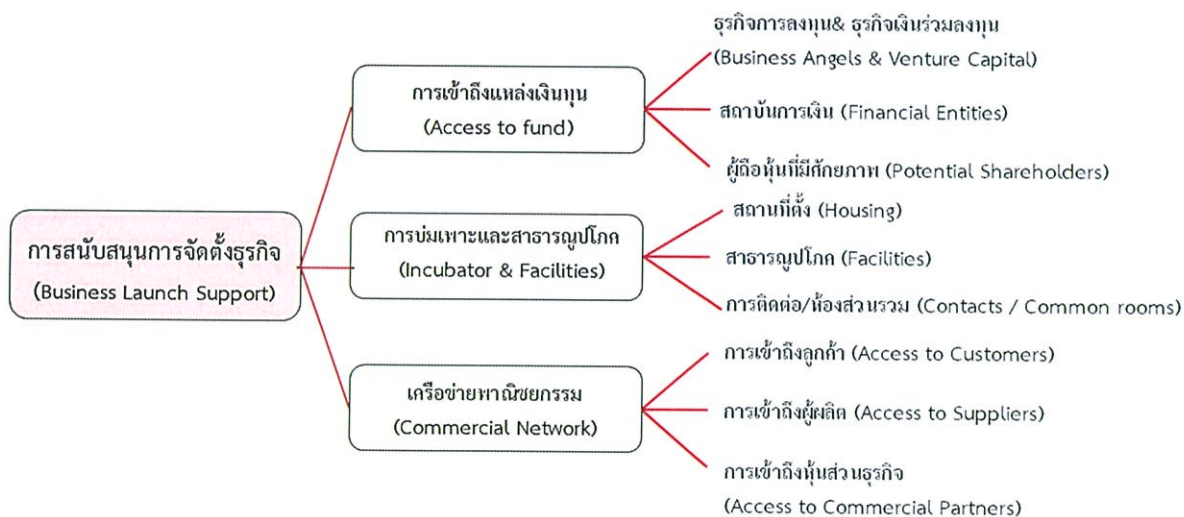 การสนับสนุนการจัดตั้งธุรกิจ
(Business Launch Support)
การเข้าถึงแหล่งเงินทุน
(Access to fund)
ธุรกิจการลงทุน& ธุรกิจเงินร่วมลงทุน
(Business Angels & Venture Capital)
สถาบันการเงิน (Financial Entities)
ผู้ถือหุ้นที่มีศักยภาพ (Potential Shareholders)
การบ่มเพาะและสาธารณูปโภค
(Incubator & Facilities)
สถานที่ตั้ง (Housing)
สาธารณูปโภค (Facilities)
การติดต่อ/ห้องส่วนรวม (Contacts / Common rooms)
เครือข่ายพาณิชยกรรม
(Commercial Network)
การเข้าถึงลูกค้า (Access to Customers)
การเข้าถึงผู้ผลิต (Access to Suppliers)
การเข้าถึงหุ้นส่วนธุรกิจ
(Access to Commercial Partners)